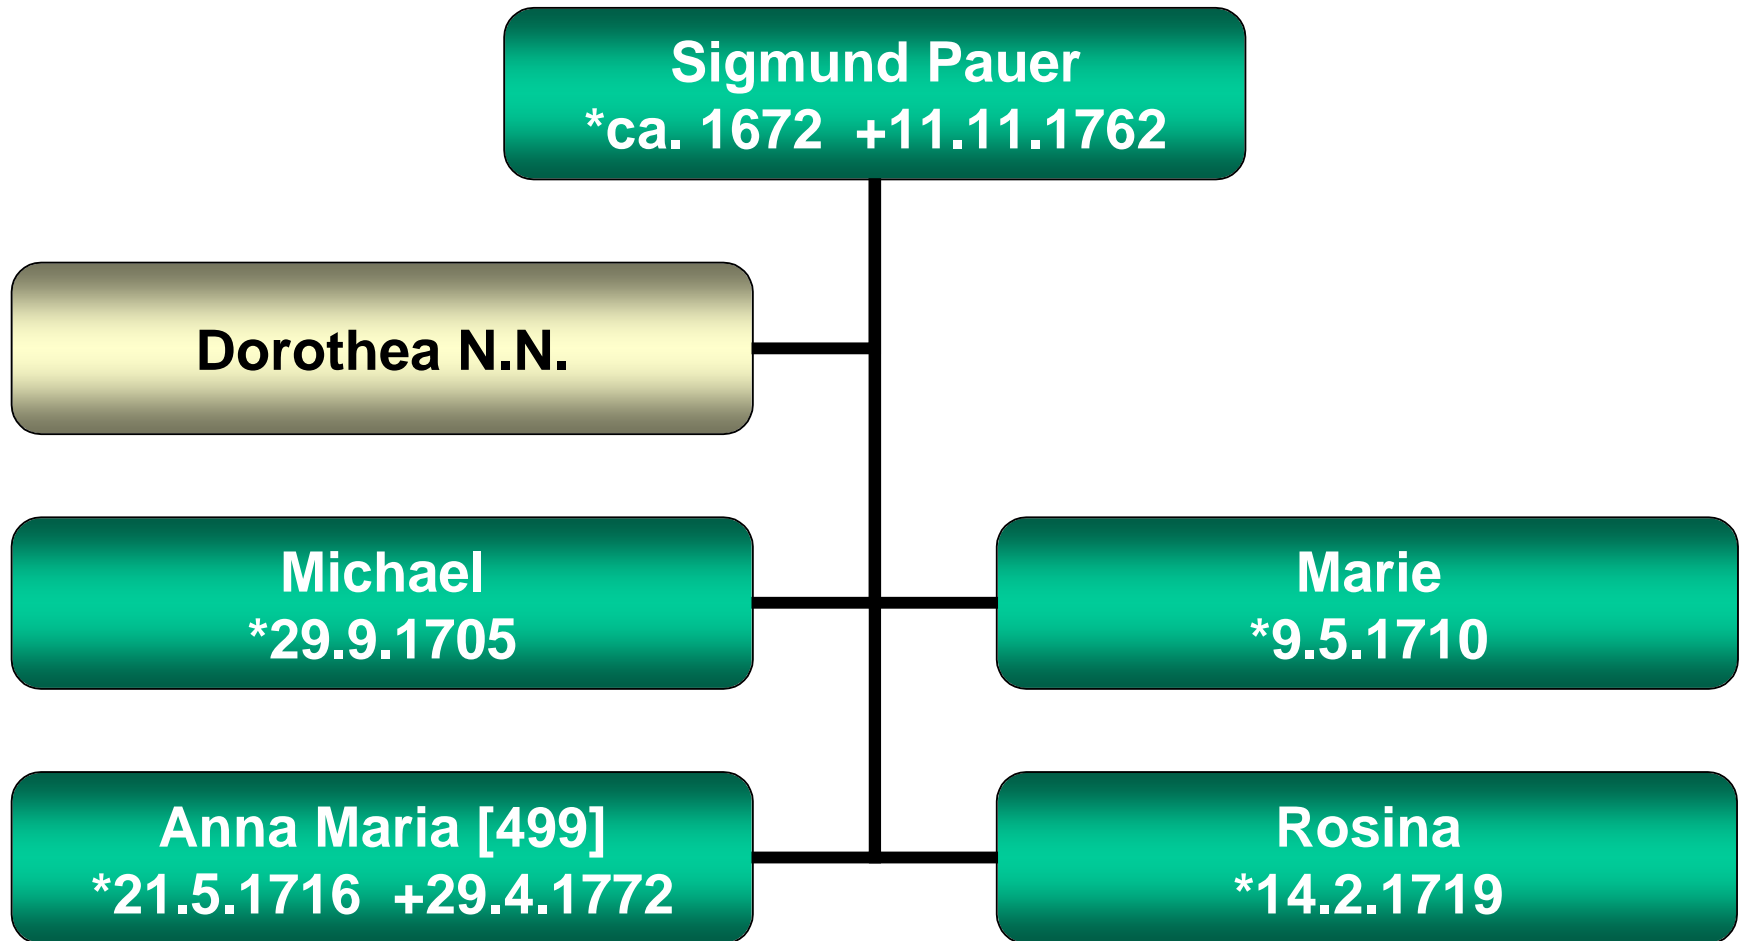 Sigmund Pauer
*ca. 1672 +11.11.1762
Dorothea N.N.
Michael
*29.9.1705
Marie
*9.5.1710
Anna Maria [499]
*21.5.1716 +29.4.1772
Rosina
*14.2.1719